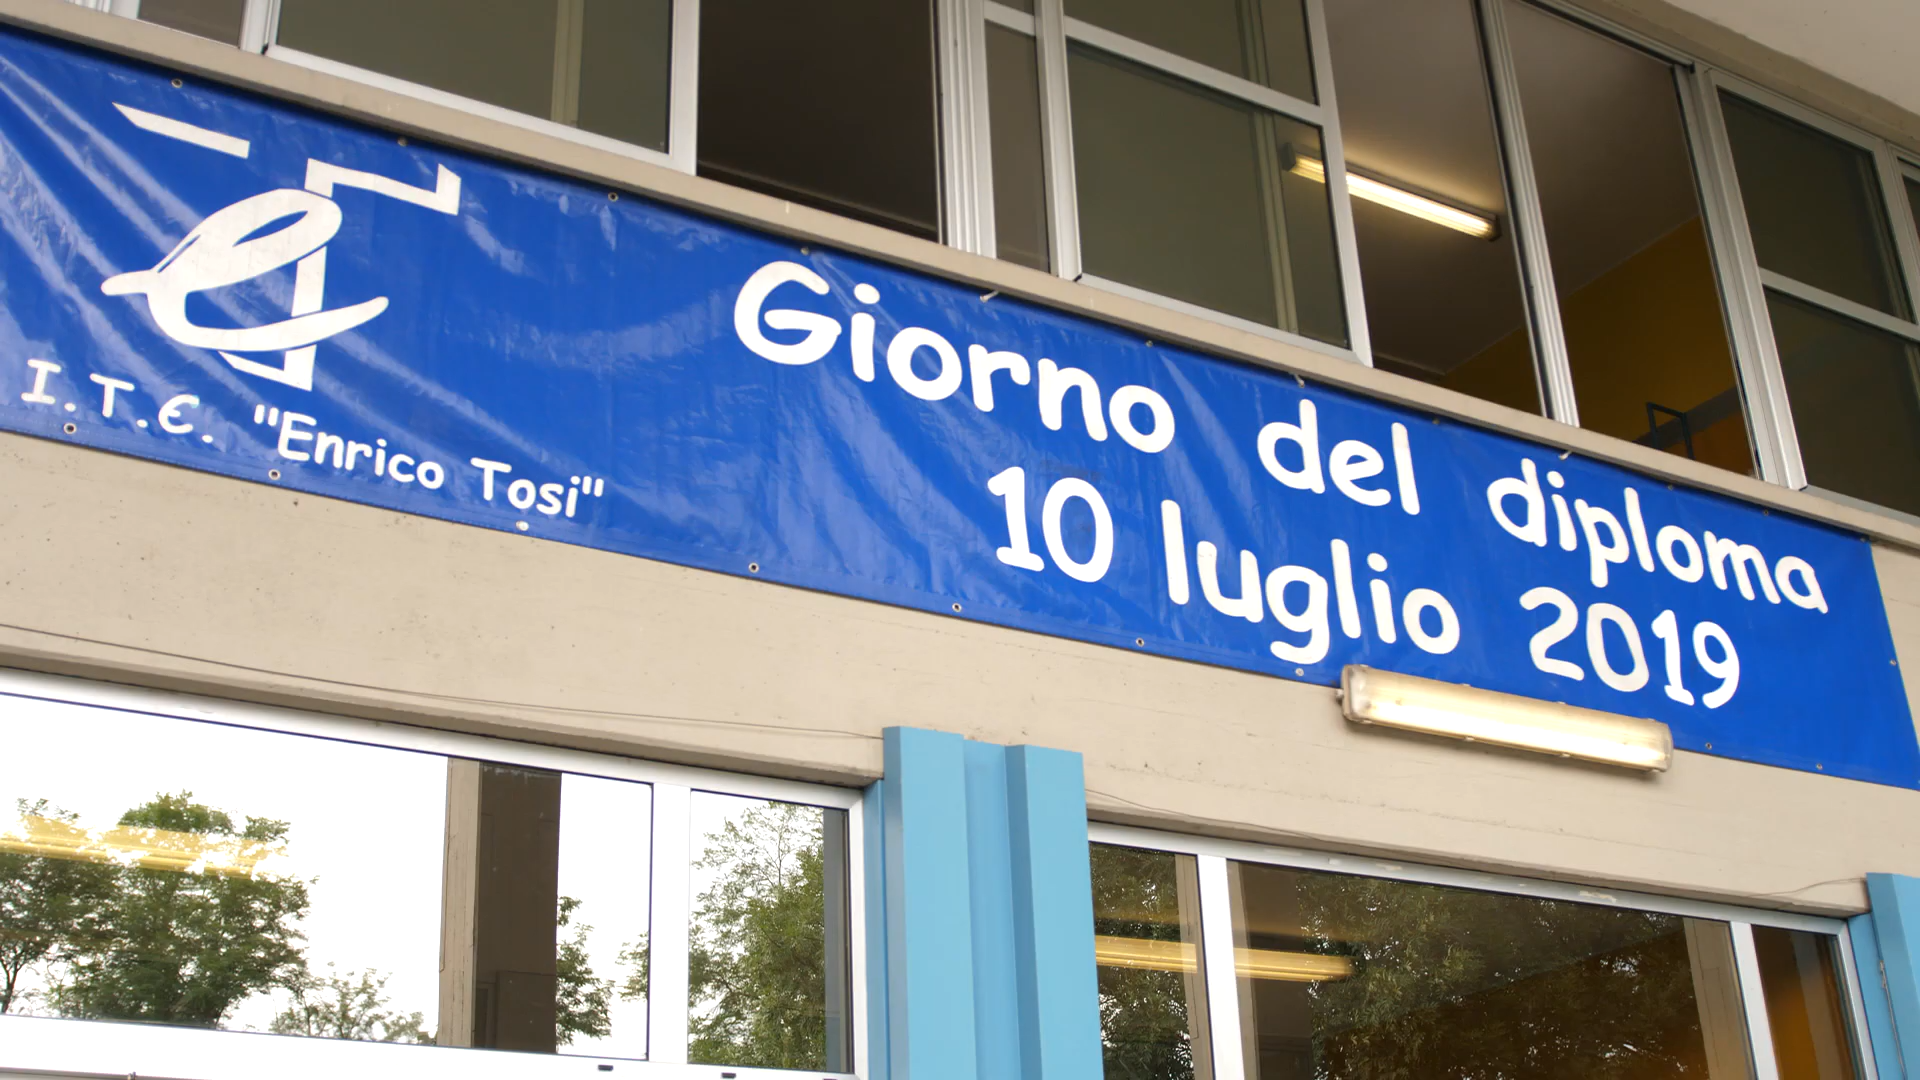 I.T.E. "Enrico Tosi"
Giorno del diploma
10 luglio 2019